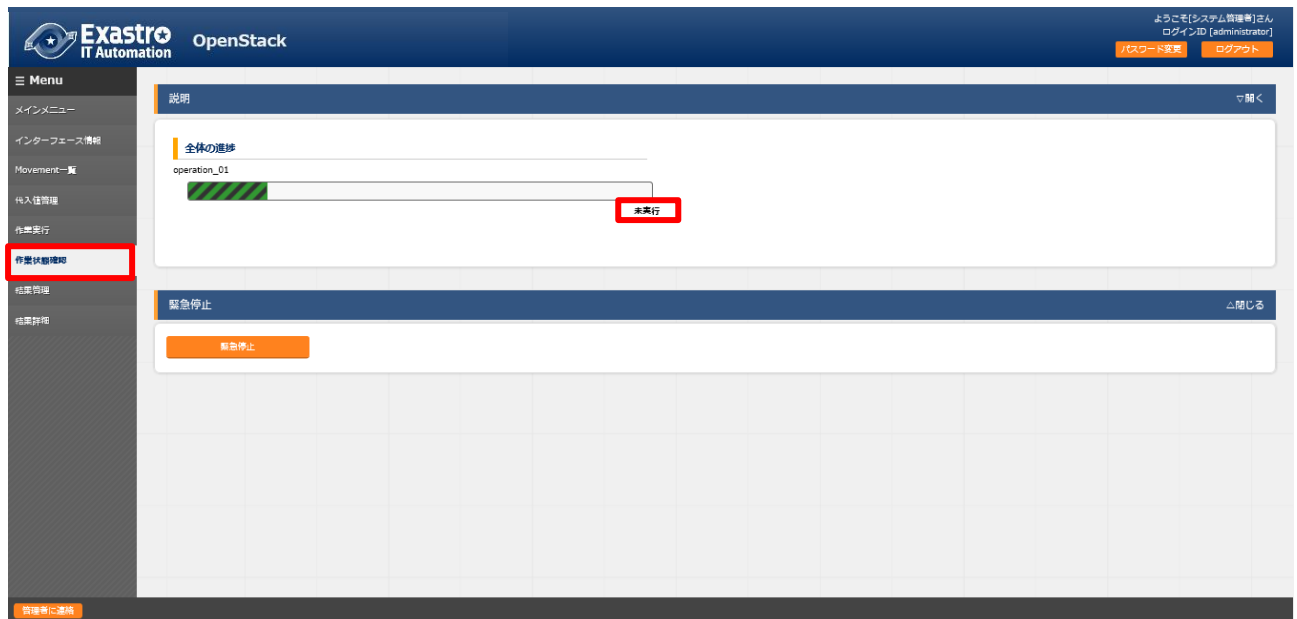 Exastro
IT Automation
OpenStack
ようこそ[システム管理者]さん
ログインID [administrator]
パスワード変更
ログアウト
☰ Menu
メインメニュー
インターフェース情報
Movement一覧
代入値管理
作業実行
作業状態確認
結果管理
結果詳細
説明
▽開く
全体の進捗
operation_01
未実行
緊急停止
△閉じる
緊急停止
管理者に連絡